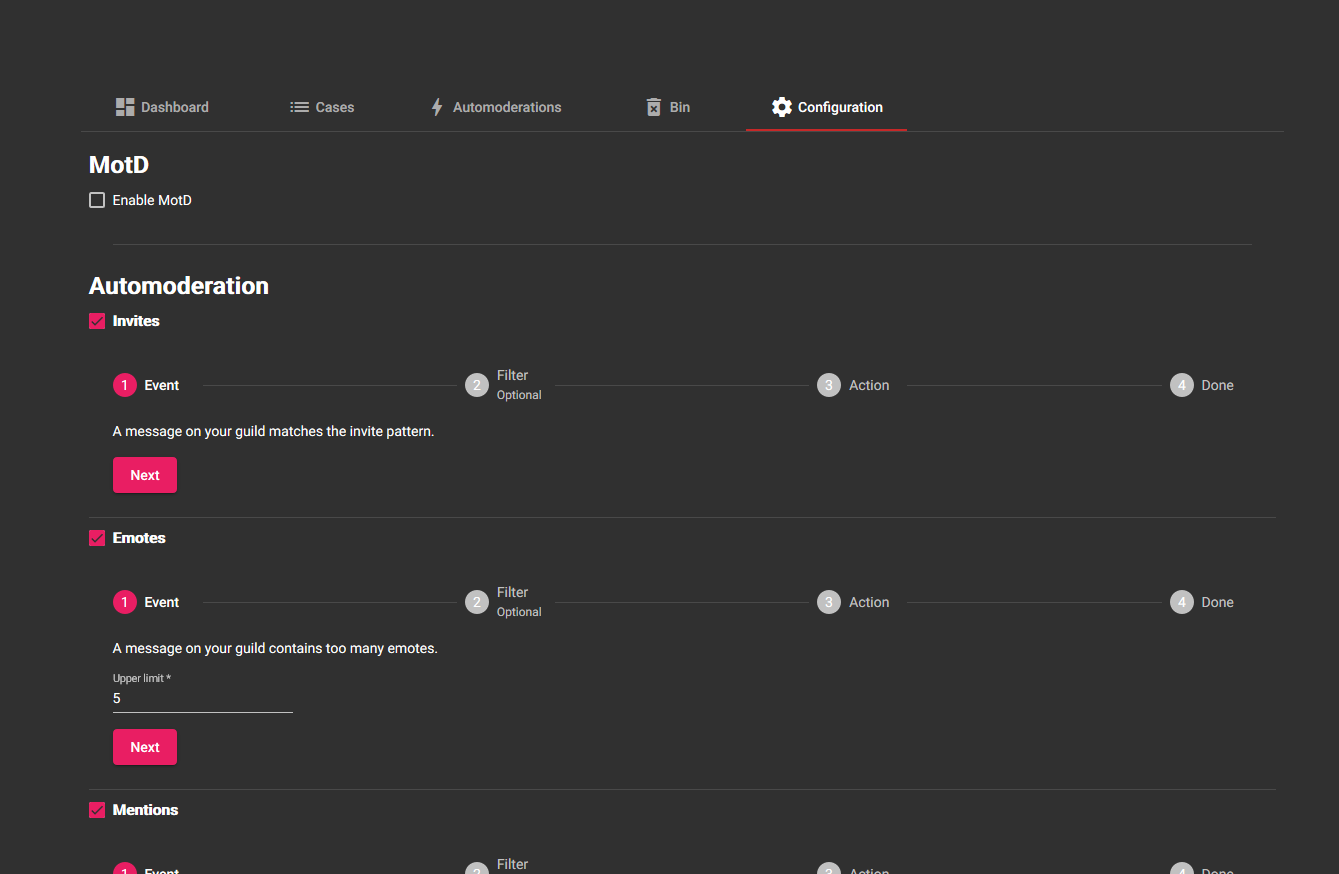 Dashboard Cases Automoderations Bin Configuration
MotD
Enable MotD
Automoderation
Invites
1 Event 2 Filter Optional 3 Action 4 Done
A message on your guild matches the invite pattern.
Next
Emotes
1 Event 2 Filter Optional 3 Action 4 Done
A message on your guild contains too many emotes.
Upper limit *
5
Next
Mentions
1 Event 2 Filter 3 Action 4 Done